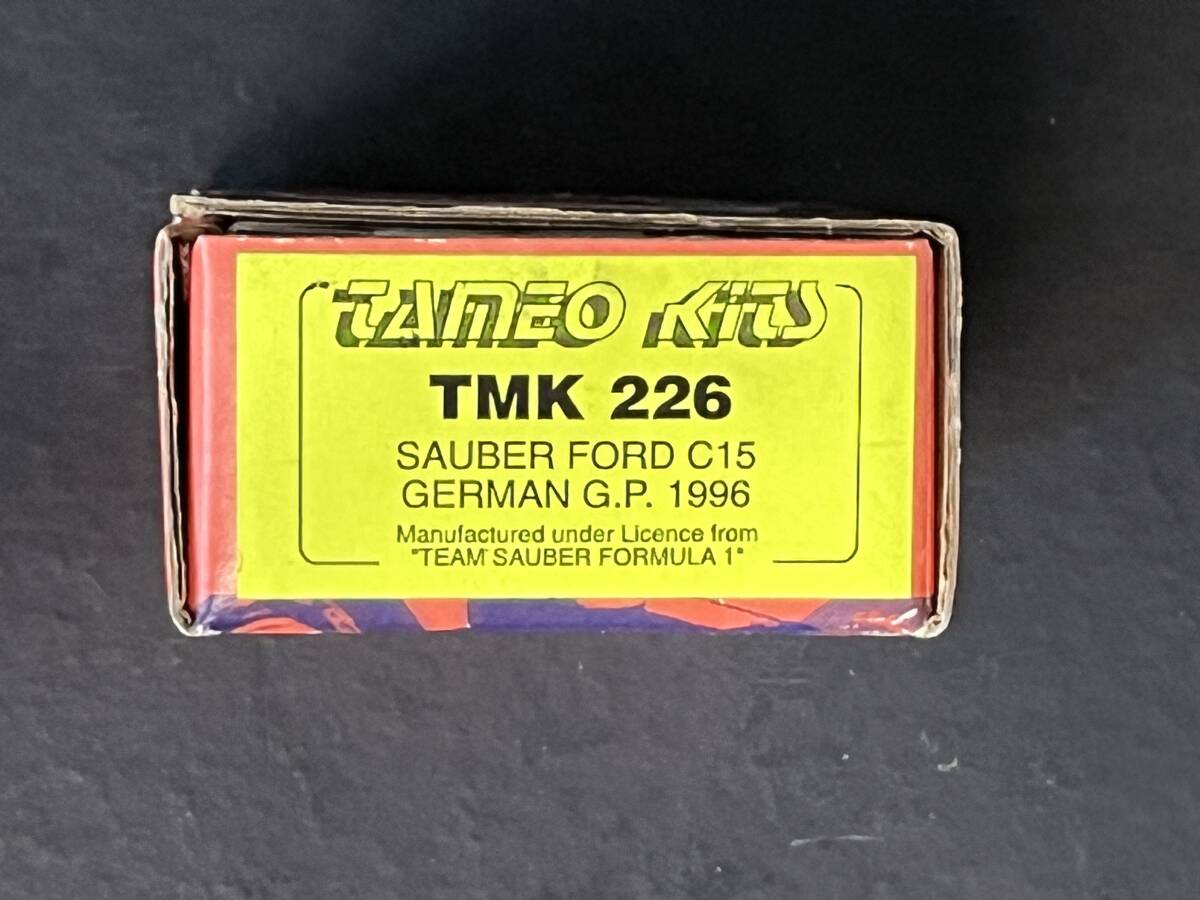 TAMEO KITS
TMK 226
SAUBER FORD C15
GERMAN G.P. 1996
Manufactured under Licence from
"TEAM SAUBER FORMULA 1"